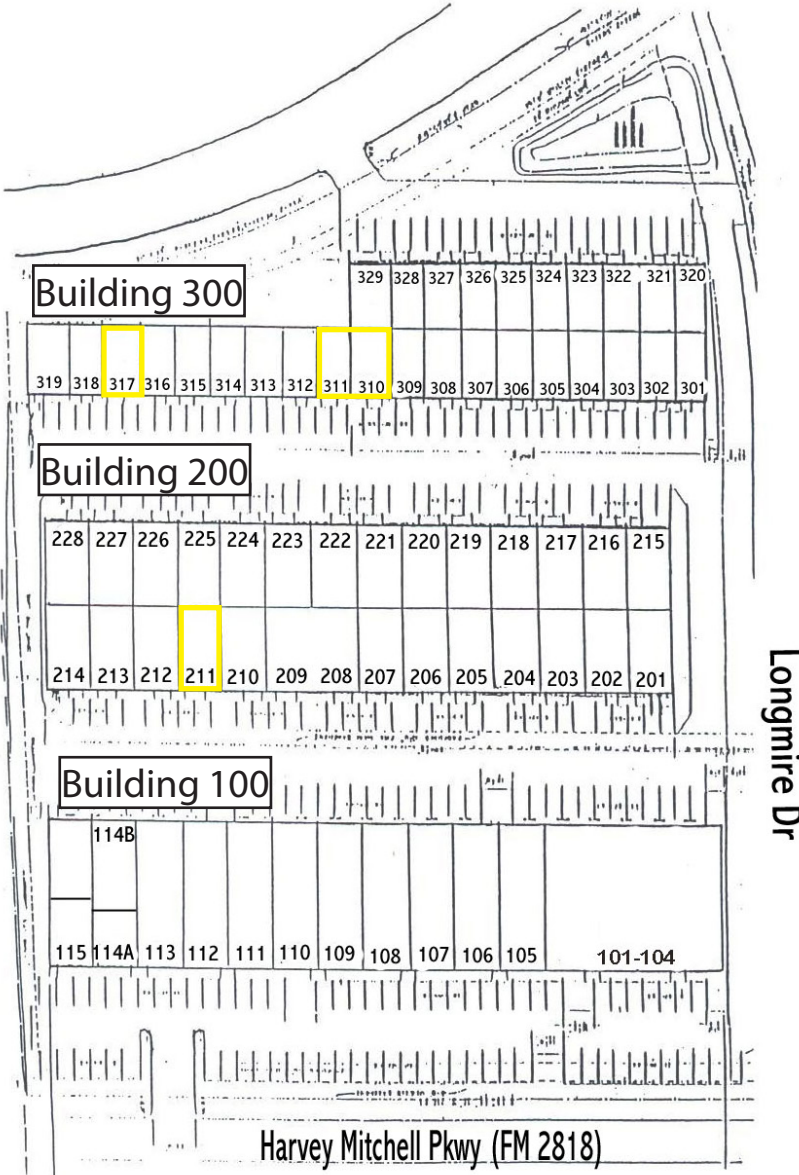 329 328 327 326 325 324 323 322 321 320
Building 300
319 318 317 316 315 314 313 312 311 310 309 308 307 306 305 304 303 302 301
Building 200
228 227 226 225 224 223 222 221 220 219 218 217 216 215
214 213 212 211 210 209 208 207 206 205 204 203 202 201
Longmire Dr
Building 100
114B
115 114A 113 112 111 110 109 108 107 106 105 101-104
Harvey Mitchell Pkwy (FM 2818)